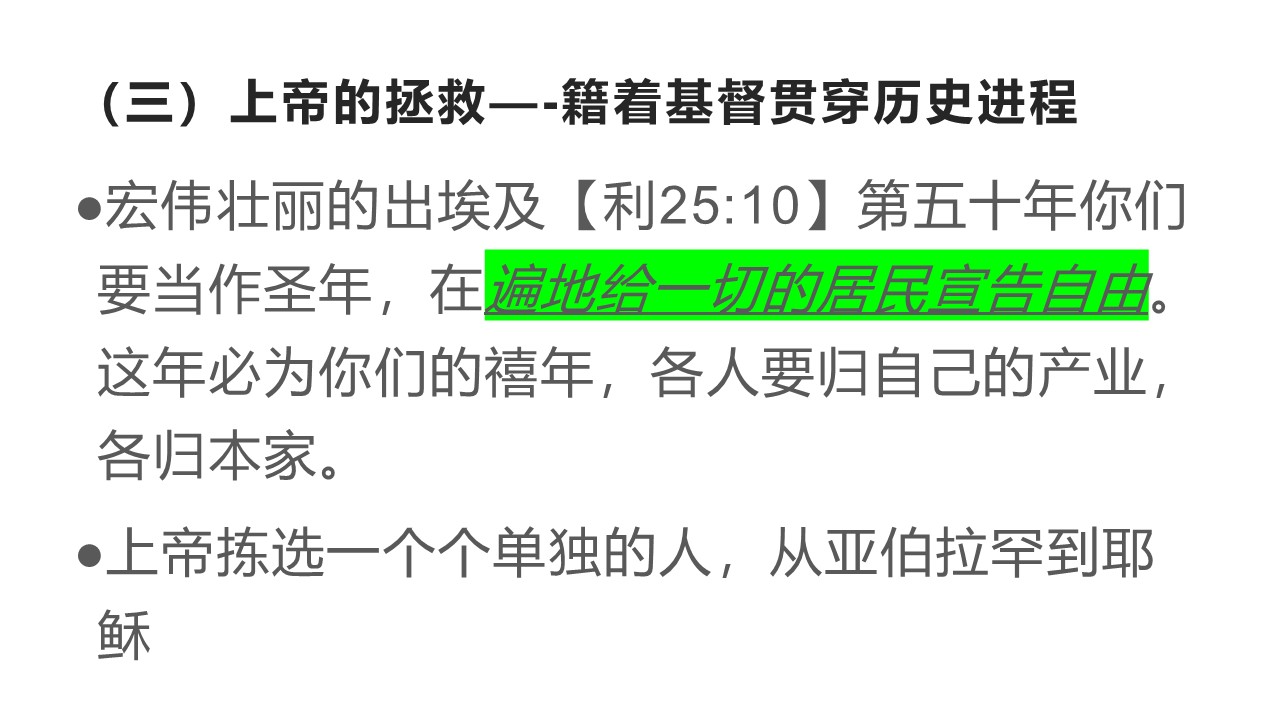 （三）上帝的拯救—-籍着基督贯穿历史进程
●宏伟壮丽的出埃及【利25:10】第五十年你们
要当作圣年，在遍地给一切的居民宣告自由。
这年必为你们的禧年，各人要归自己的产业，
各归本家。
●上帝拣选一个个单独的人，从亚伯拉罕到耶
稣